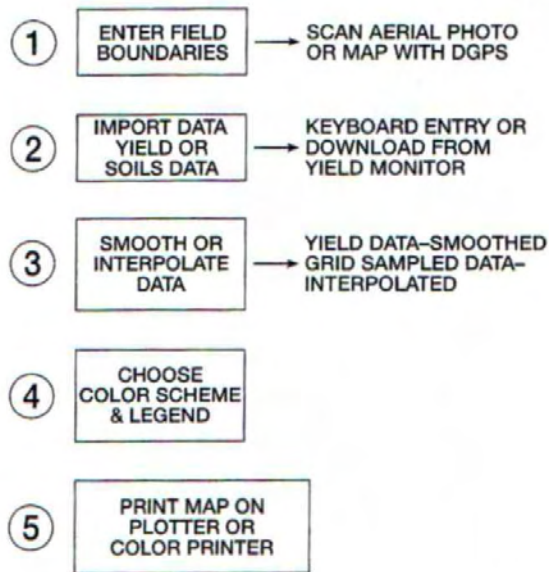 1
ENTER FIELD
BOUNDARIES
SCAN AERIAL PHOTO
OR MAP WITH DGPS
2
IMPORT DATA
YIELD OR
SOILS DATA
KEYBOARD ENTRY OR
DOWNLOAD FROM
YIELD MONITOR
3
SMOOTH OR
INTERPOLATE
DATA
YIELD DATA–SMOOTHED
GRID SAMPLED DATA–
INTERPOLATED
4
CHOOSE
COLOR SCHEME
& LEGEND
5
PRINT MAP ON
PLOTTER OR
COLOR PRINTER